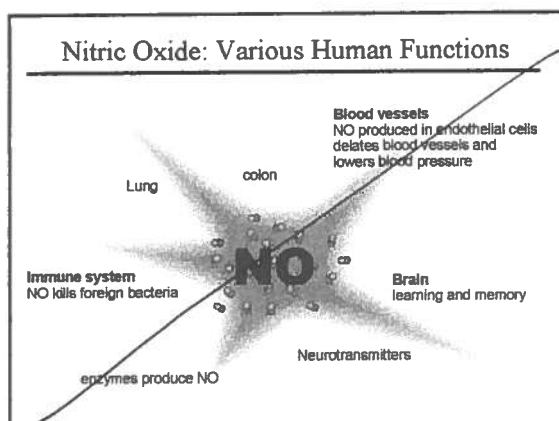 Nitric Oxide: Various Human Functions
Blood vessels
NO produced in endothelial cells
delates blood vessels and
lowers blood pressure
colon
Lung
NO
Immune system
NO kills foreign bacteria
Brain
learning and memory
Neurotransmitters
enzymes produce NO